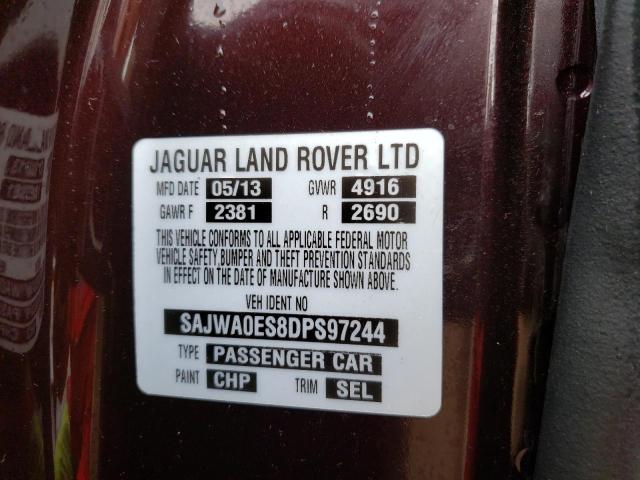 JAGUAR LAND ROVER LTD
MFD DATE 05/13 GVWR 4916
GAWR F 2381 R 2690
THIS VEHICLE CONFORMS TO ALL APPLICABLE FEDERAL MOTOR
VEHICLE SAFETY, BUMPER AND THEFT PREVENTION STANDARDS
IN EFFECT ON THE DATE OF MANUFACTURE SHOWN ABOVE.
VEH IDENT NO
SAJWA0ES8DPS97244
TYPE PASSENGER CAR
PAINT CHP TRIM SEL